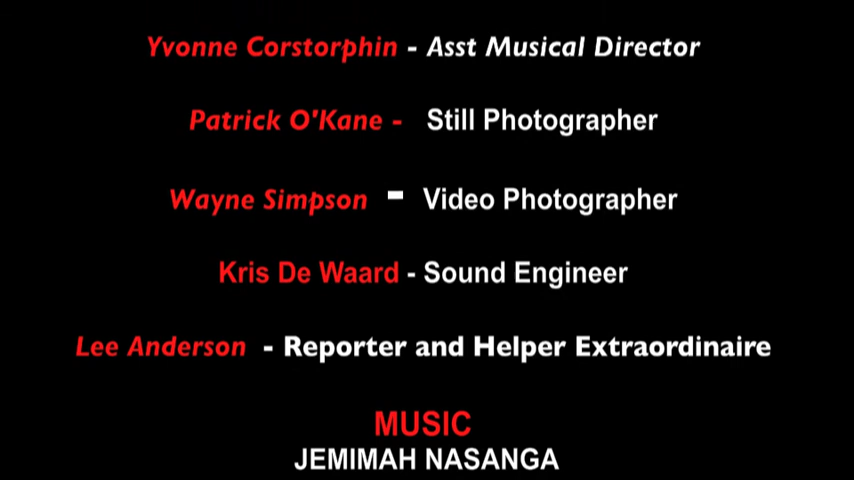 Yvonne Corstorphin - Asst Musical Director
Patrick O'Kane - Still Photographer
Wayne Simpson - Video Photographer
Kris De Waard - Sound Engineer
Lee Anderson - Reporter and Helper Extraordinaire
MUSIC
JEMIMAH NASANGA